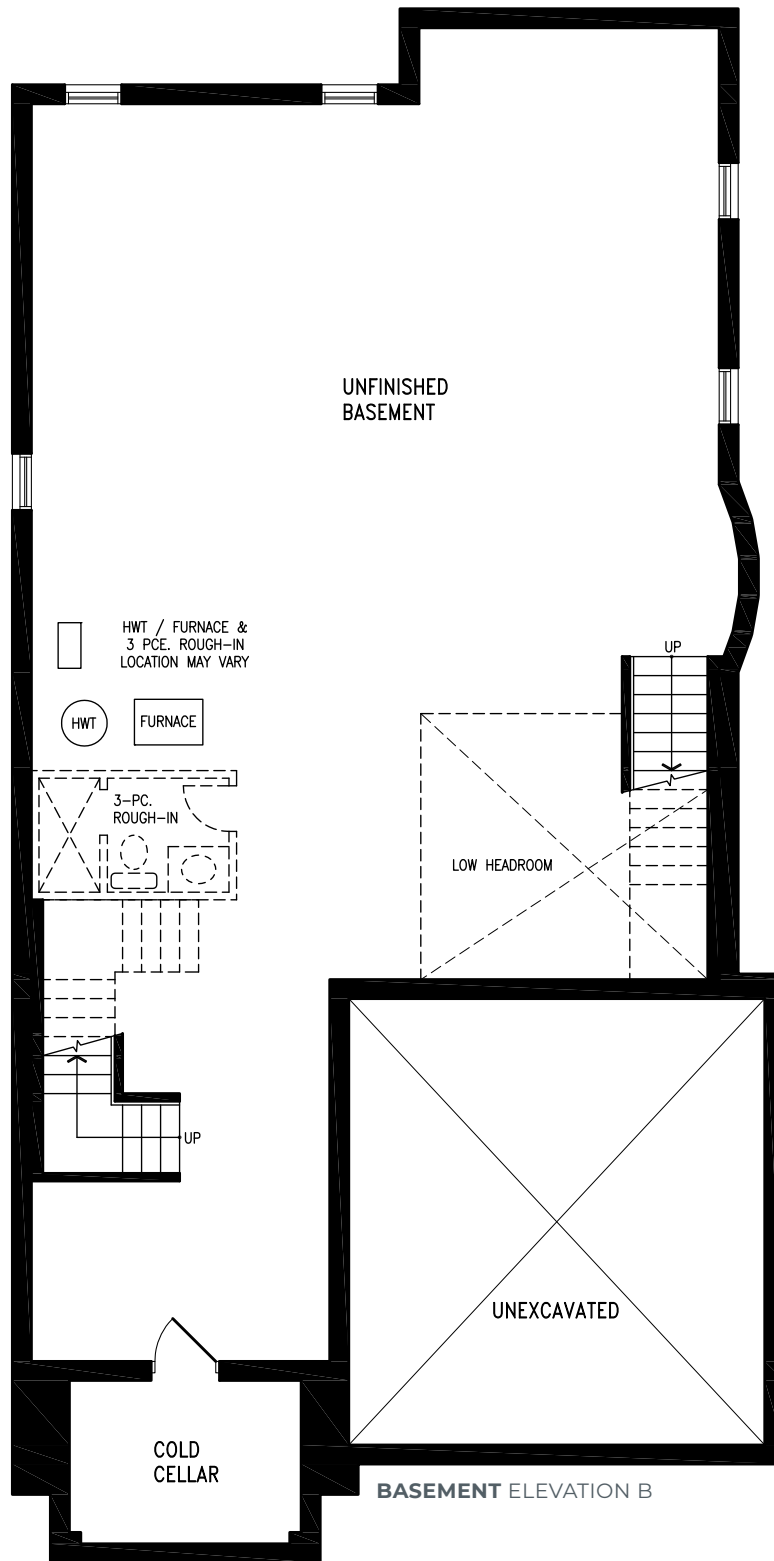 UNFINISHED
BASEMENT
HWT / FURNACE &
3 PCE. ROUGH-IN
LOCATION MAY VARY
UP
HWT
FURNACE
3-PC.
ROUGH-IN
LOW HEADROOM
UP
UNEXCAVATED
COLD
CELLAR
BASEMENT ELEVATION B